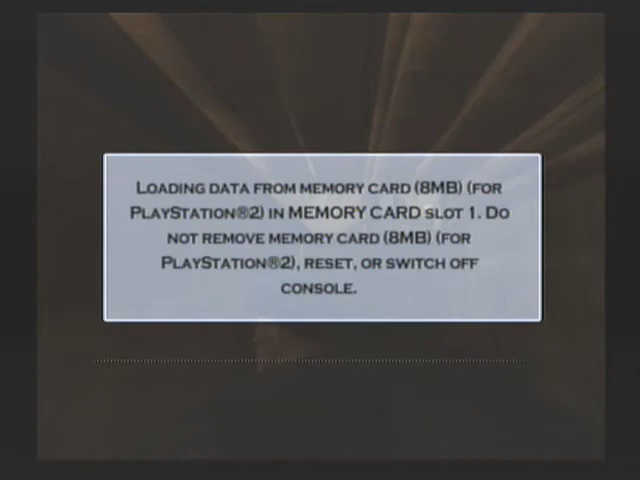 Loading data from memory card (8MB) (for
PlayStation®2) in MEMORY CARD slot 1. Do
not remove memory card (8MB) (for
PlayStation®2), reset, or switch off
console.